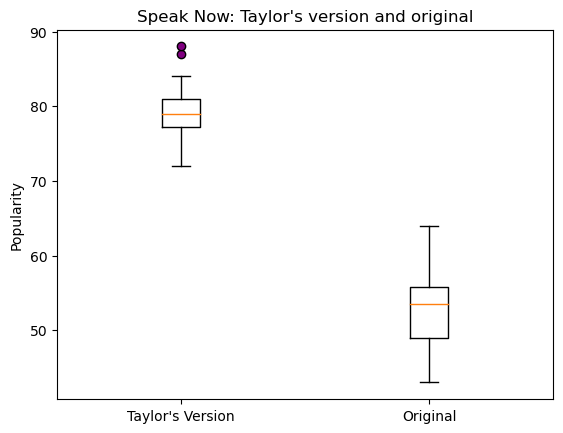 Speak Now: Taylor's version and original
90
80
70
60
50
Popularity
Taylor's Version
Original